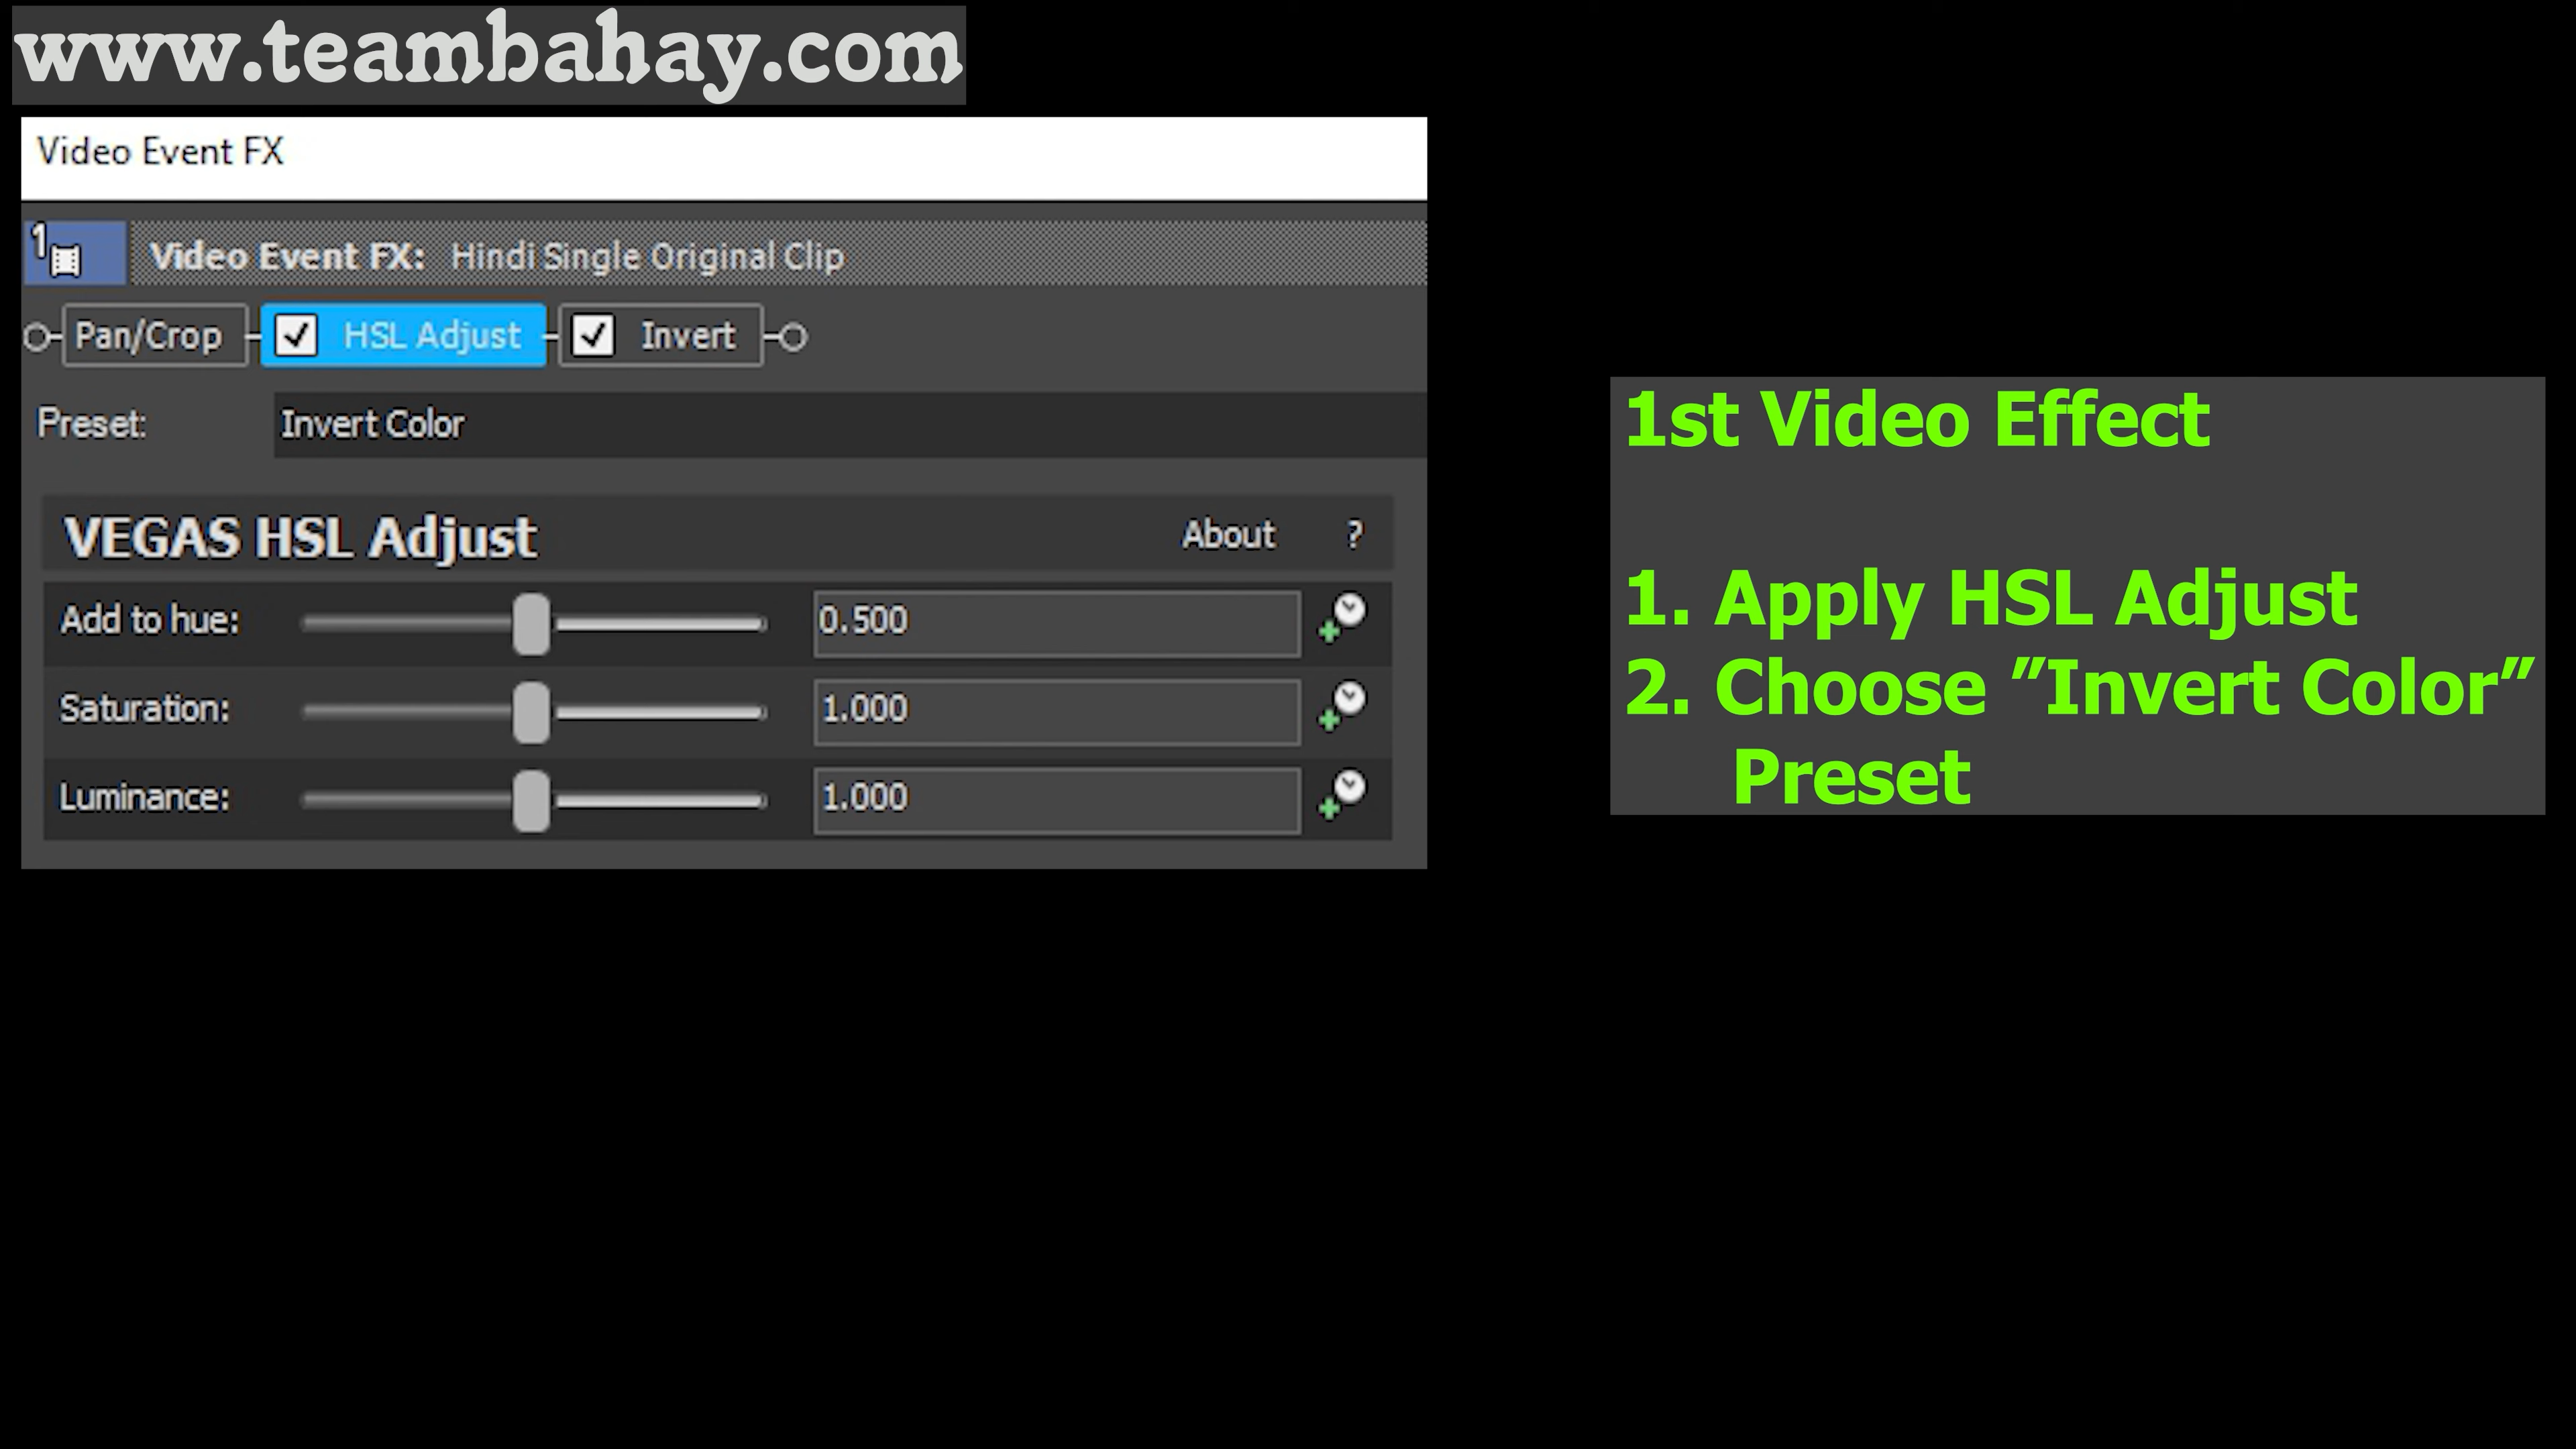 www.teambahay.com
Video Event FX
1
Video Event FX: Hindi Single Original Clip
Pan/Crop HSL Adjust Invert
Preset: Invert Color
VEGAS HSL Adjust About ?
Add to hue: 0.500
Saturation: 1.000
Luminance: 1.000
1st Video Effect
1. Apply HSL Adjust
2. Choose "Invert Color"
Preset